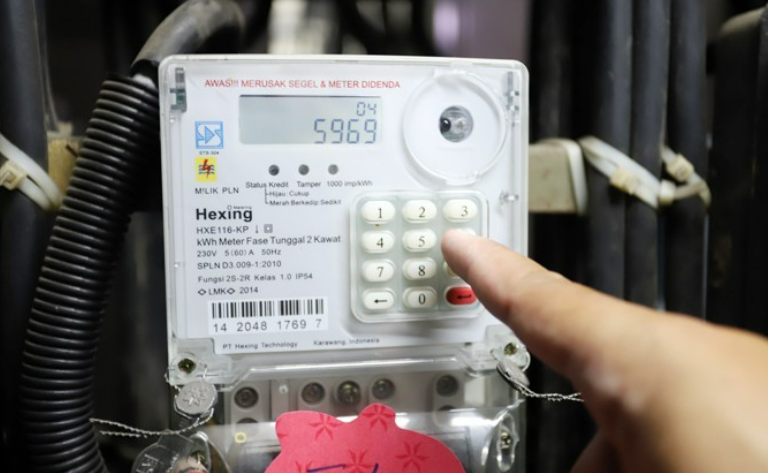 AWAS!!! MERUSAK SEGEL & METER DIDENDA
04
5969
STS-004
MILIK PLN
Status Kredit Tamper 1000 imp/kWh
Hijau Cukup
Merah Berkedip Sedikit
Hexing
HXE116-KP
kWh Meter Fase Tunggal 2 Kawat
230V 5(60)A 50Hz
SPLN D3.009-1:2010
Fungsi 2S-2R Kelas 1.0 IP54
LMK 2014
14 2048 1769 7
PT Hexing Technology Karawang, Indonesia
1 2 3
4 5
7 8
← 0